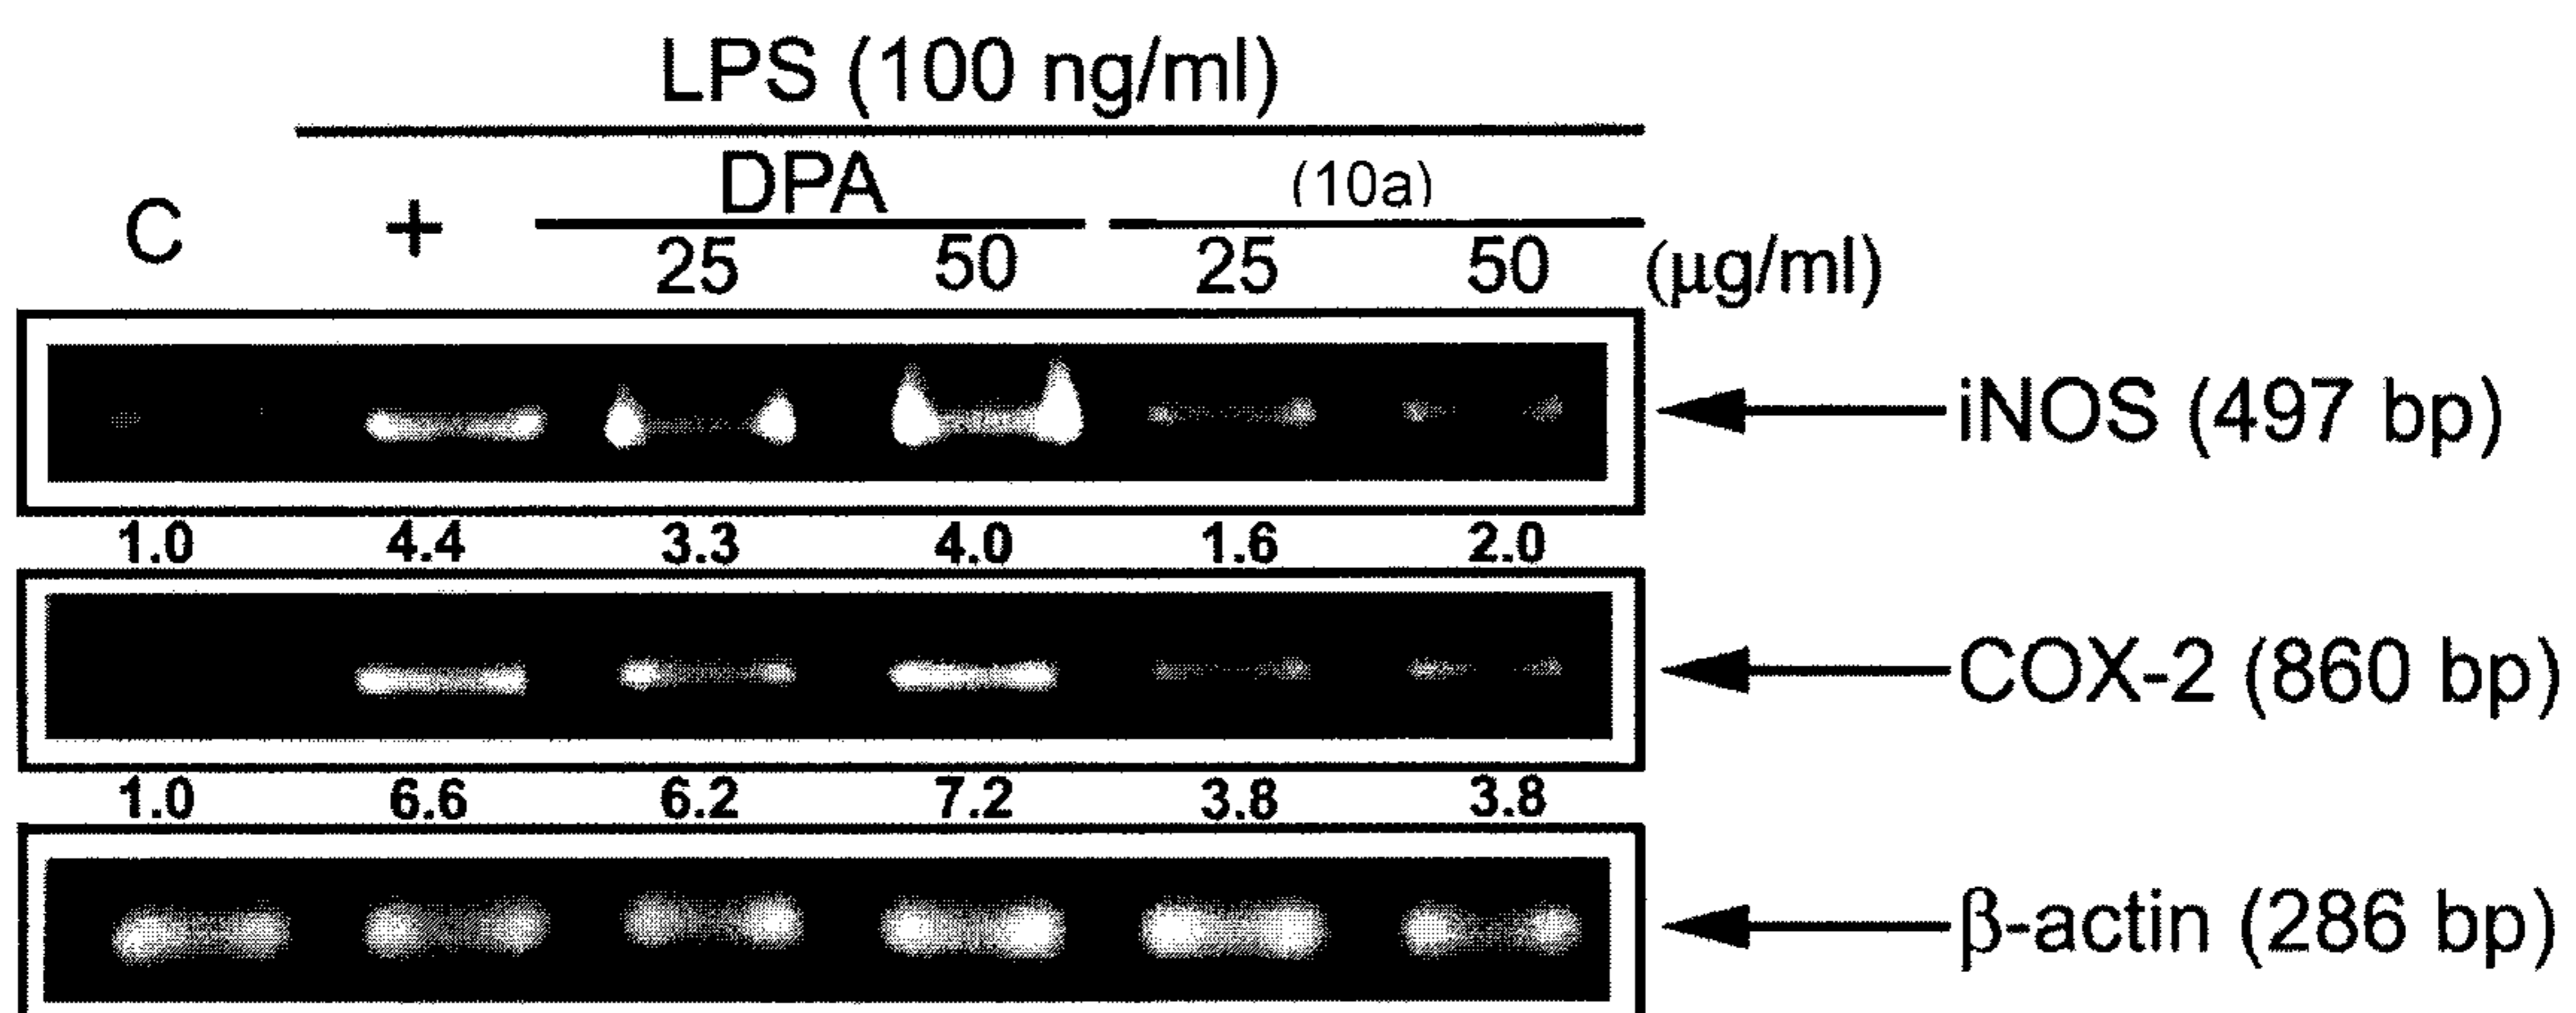 LPS (100 ng/ml)
DPA (10a)
C + 25 50 25 50 (μg/ml)
iNOS (497 bp)
1.0 4.4 3.3 4.0 1.6 2.0
COX-2 (860 bp)
1.0 6.6 6.2 7.2 3.8 3.8
β-actin (286 bp)